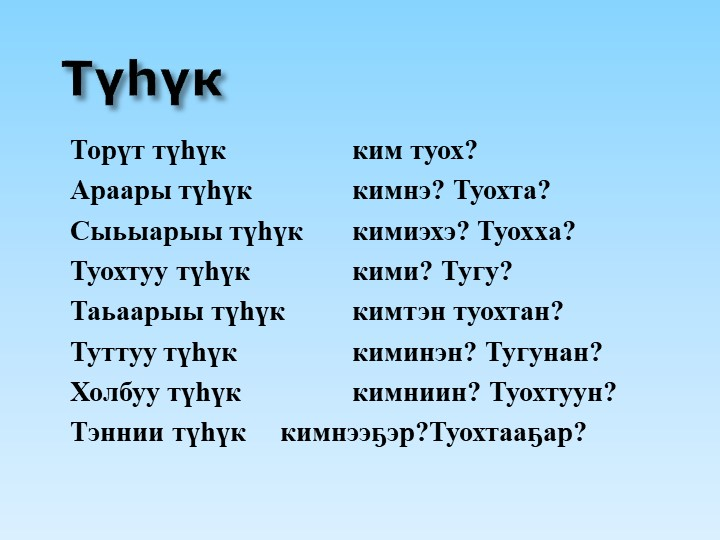 Түһүк
Торүт түһүк ким туох?
Араары түһүк кимнэ? Туохта?
Сыьыарыы түһүк кимиэхэ? Туохха?
Туохтуу түһүк кими? Тугу?
Таьаарыы түһүк кимтэн туохтан?
Туттуу түһүк киминэн? Тугунан?
Холбуу түһүк кимниин? Туохтуун?
Тэннии түһүк кимнээҕэр?Туохтааҕар?